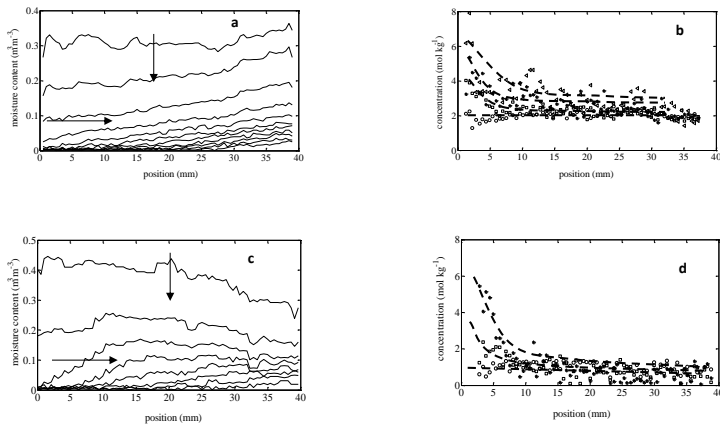 a
moisture content (m³m⁻³)
0.4
0.3
0.2
0.1
0
0 5 10 15 20 25 30 35 40
position (mm)
b
concentration (mol kg⁻¹)
8
6
4
2
0
0 5 10 15 20 25 30 35 40
position (mm)
c
moisture content (m³m⁻³)
0.5
0.4
0.3
0.2
0.1
0
0 5 10 15 20 25 30 35 40
position (mm)
d
concentration (mol kg⁻¹)
8
6
4
2
0
0 5 10 15 20 25 30 35 40
position (mm)